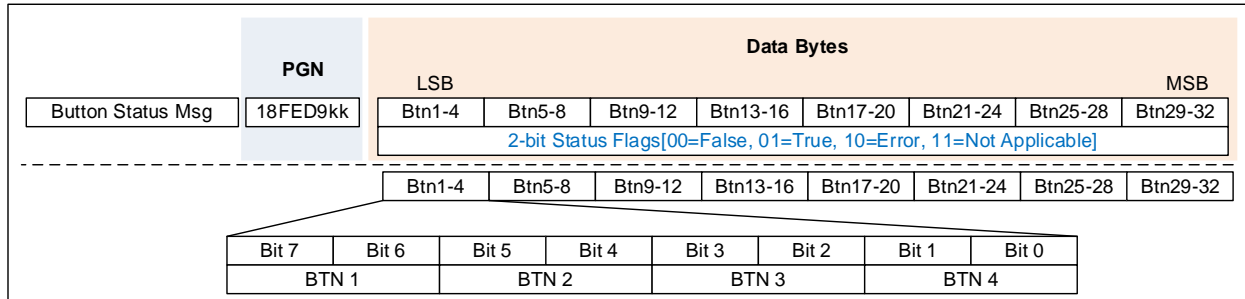 Data Bytes
PGN
LSB MSB
Button Status Msg 18FED9kk Btn1-4 Btn5-8 Btn9-12 Btn13-16 Btn17-20 Btn21-24 Btn25-28 Btn29-32
2-bit Status Flags[00=False, 01=True, 10=Error, 11=Not Applicable]
Btn1-4 Btn5-8 Btn9-12 Btn13-16 Btn17-20 Btn21-24 Btn25-28 Btn29-32
Bit 7 Bit 6 Bit 5 Bit 4 Bit 3 Bit 2 Bit 1 Bit 0
BTN 1 BTN 2 BTN 3 BTN 4